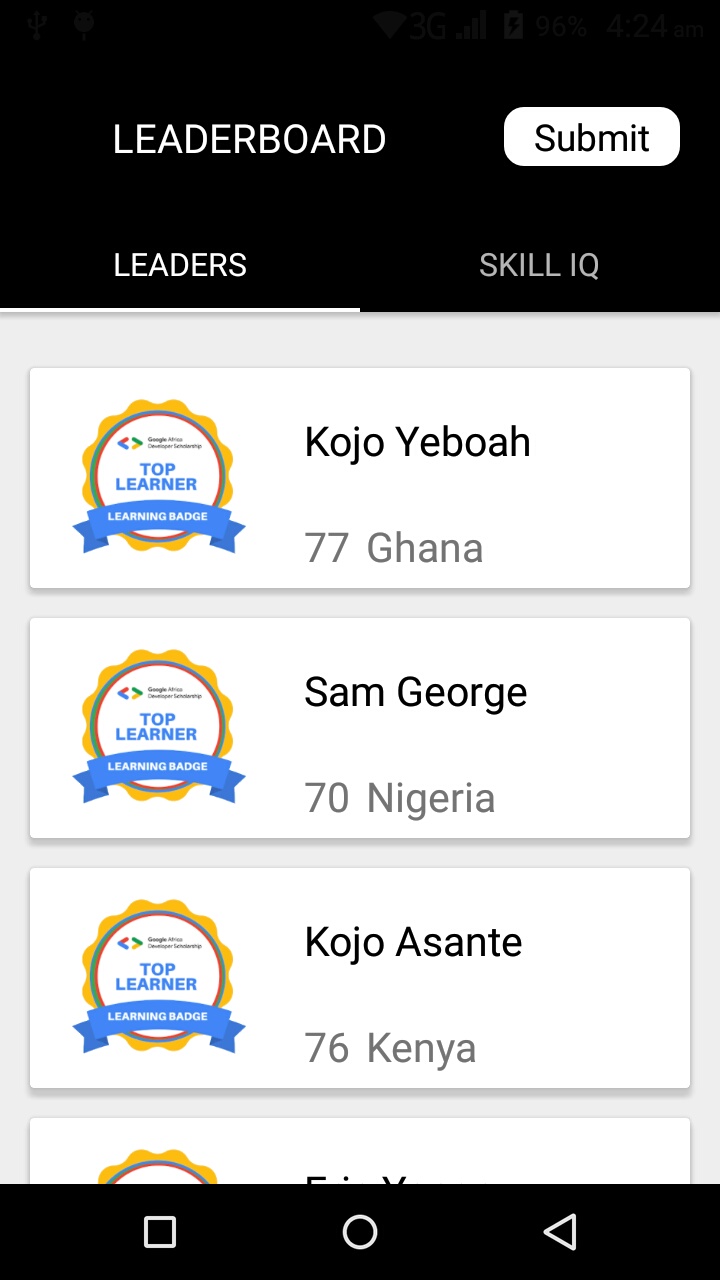 3G 96% 4:24 am
LEADERBOARD Submit
LEADERS SKILL IQ
Google Africa
Developer Scholarship
TOP
LEARNER
LEARNING BADGE
Kojo Yeboah
77 Ghana
Google Africa
Developer Scholarship
TOP
LEARNER
LEARNING BADGE
Sam George
70 Nigeria
Google Africa
Developer Scholarship
TOP
LEARNER
LEARNING BADGE
Kojo Asante
76 Kenya